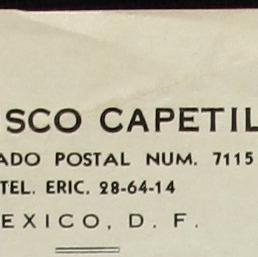 SCO CAPETIL
ADO POSTAL NUM. 7115
TEL. ERIC. 28-64-14
EXICO, D. F.